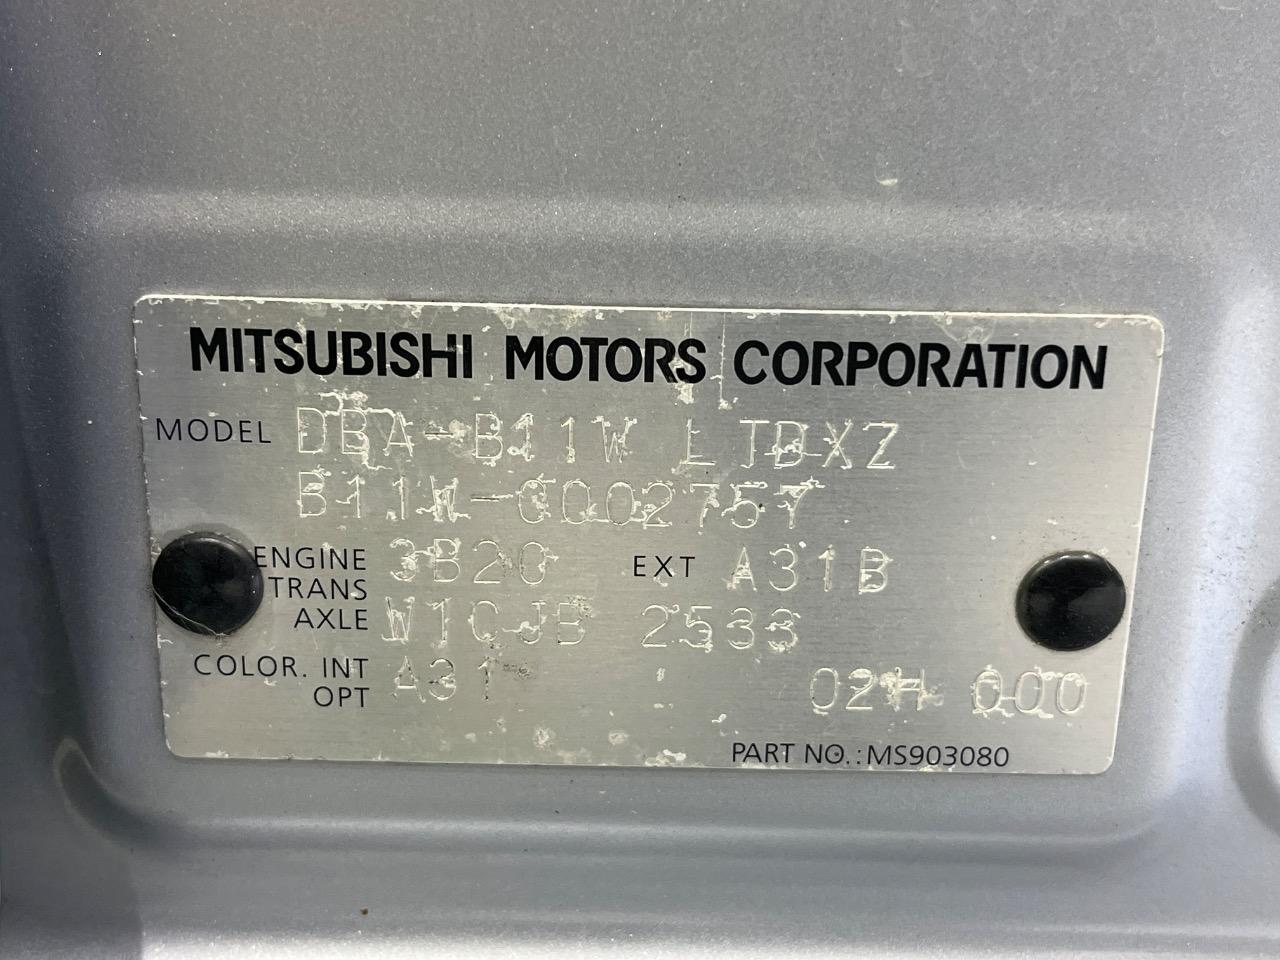 MITSUBISHI MOTORS CORPORATION
MODEL DBA-B11W LTDXZ
B11W-0002757
ENGINE 3B20 EXT A31B
TRANS
AXLE W1CJB 2533
COLOR. INT A31
OPT 02H 000
PART NO.: MS903080